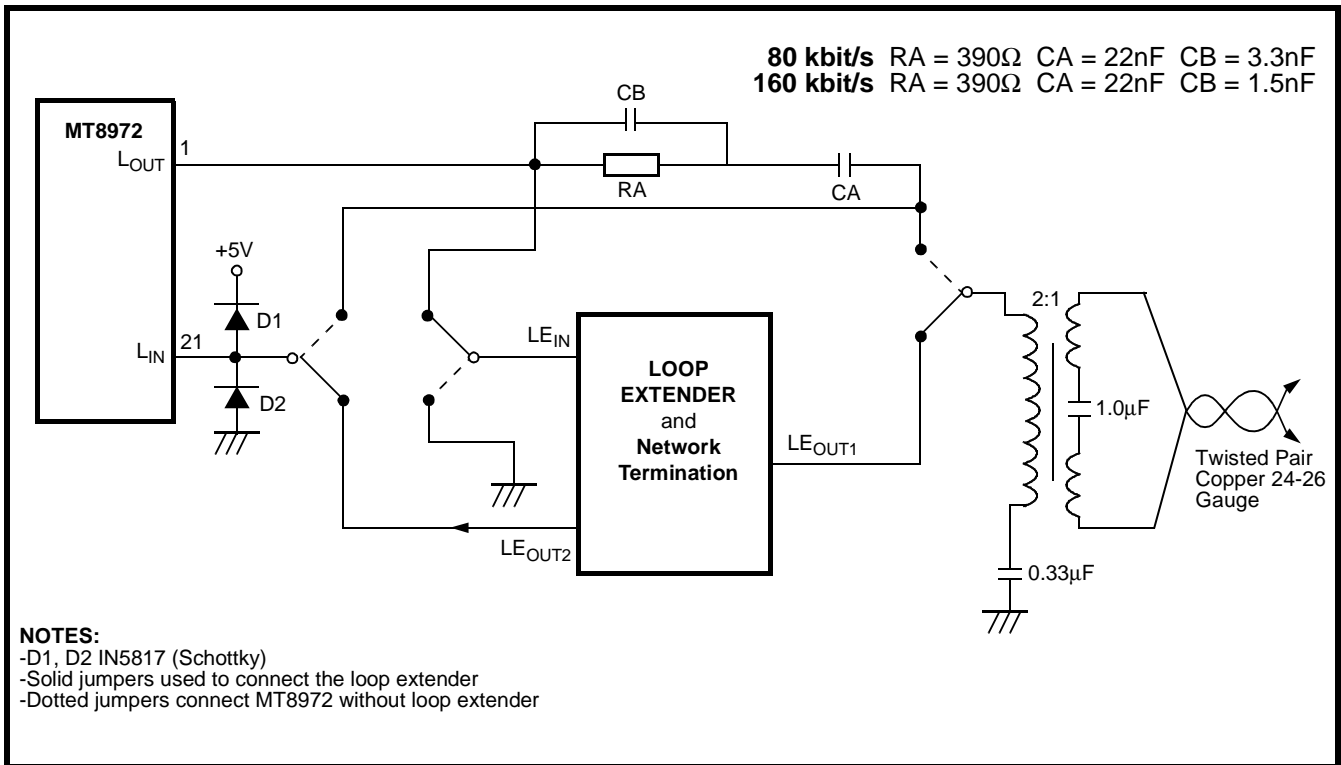 80 kbit/s RA = 390Ω CA = 22nF CB = 3.3nF
160 kbit/s RA = 390Ω CA = 22nF CB = 1.5nF
MT8972
LOUT
1
CB
RA
CA
+5V
D1
LIN
21
D2
LEIN
LOOP
EXTENDER
and
Network
Termination
LEOUT1
LEOUT2
2:1
1.0µF
0.33µF
Twisted Pair
Copper 24-26
Gauge
NOTES:
-D1, D2 IN5817 (Schottky)
-Solid jumpers used to connect the loop extender
-Dotted jumpers connect MT8972 without loop extender